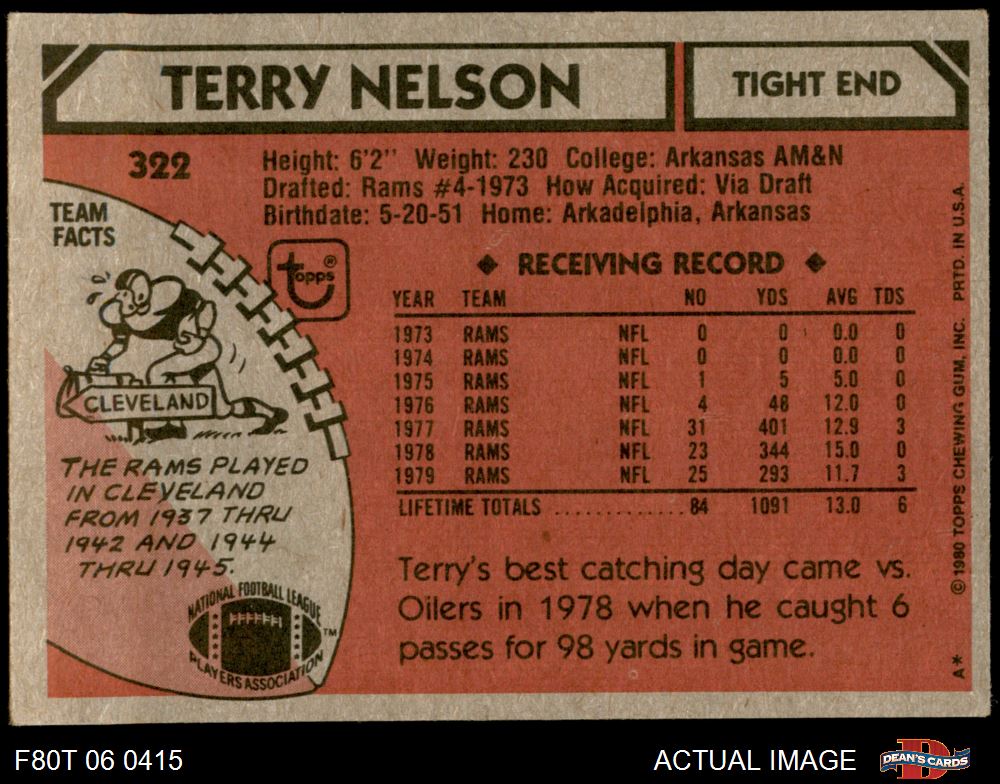 TERRY NELSON
TIGHT END
322
Height: 6'2" Weight: 230 College: Arkansas AM&N
Drafted: Rams #4-1973 How Acquired: Via Draft
Birthdate: 5-20-51 Home: Arkadelphia, Arkansas
TEAM
FACTS
topps®
CLEVELAND
THE RAMS PLAYED
IN CLEVELAND
FROM 1937 THRU
1942 AND 1944
THRU 1945.
NATIONAL FOOTBALL LEAGUE
PLAYERS ASSOCIATION
TM
◆ RECEIVING RECORD ◆
YEAR TEAM NO YDS AVG TDS
1973 RAMS NFL 0 0 0.0 0
1974 RAMS NFL 0 0 0.0 0
1975 RAMS NFL 1 5 5.0 0
1976 RAMS NFL 4 48 12.0 0
1977 RAMS NFL 31 401 12.9 3
1978 RAMS NFL 23 344 15.0 0
1979 RAMS NFL 25 293 11.7 3
LIFETIME TOTALS ............. 84 1091 13.0 6
Terry's best catching day came vs.
Oilers in 1978 when he caught 6
passes for 98 yards in game.
A* © 1980 TOPPS CHEWING GUM, INC. PRTD. IN U.S.A.
F80T 06 0415
ACTUAL IMAGE
DEAN'S CARDS